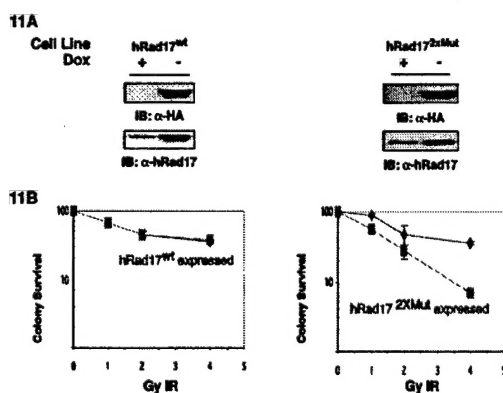 11A
Cell Line hRad17wt hRad172xMut
Dox + - + -
IB: α-HA IB: α-HA
IB: α-hRad17 IB: α-hRad17
11B
Colony Survival
100
10
hRad17wt expressed
0 1 2 3 4 5
Gy IR
Colony Survival
100
10
hRad17 2XMut expressed
0 1 2 3 4 5
Gy IR